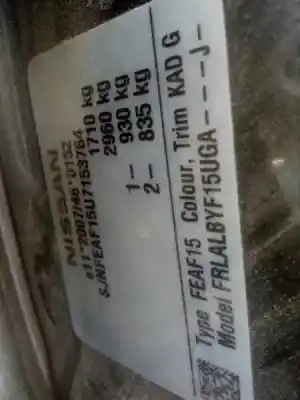 NISSAN
e11*2007/46*0132
SJNFEAF15U7153764
1710 kg
2960 kg
1- 930 kg
2- 835 kg
Type FEAF15 Colour, Trim KAD G
Model FRLALBYF15UGA---J-